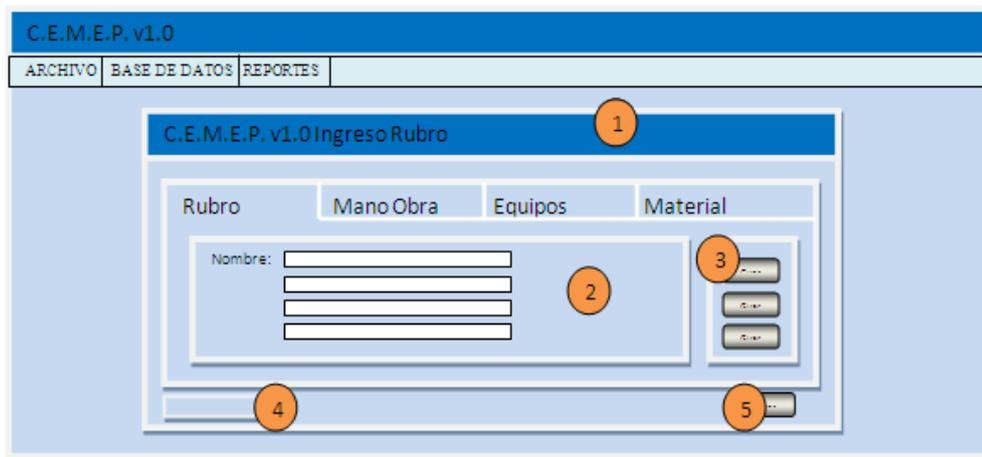 C.E.M.E.P. v1.0
ARCHIVO BASE DE DATOS REPORTES
C.E.M.E.P. v1.0 Ingreso Rubro
1
Rubro Mano Obra Equipos Material
Nombre:
2
3
4
5